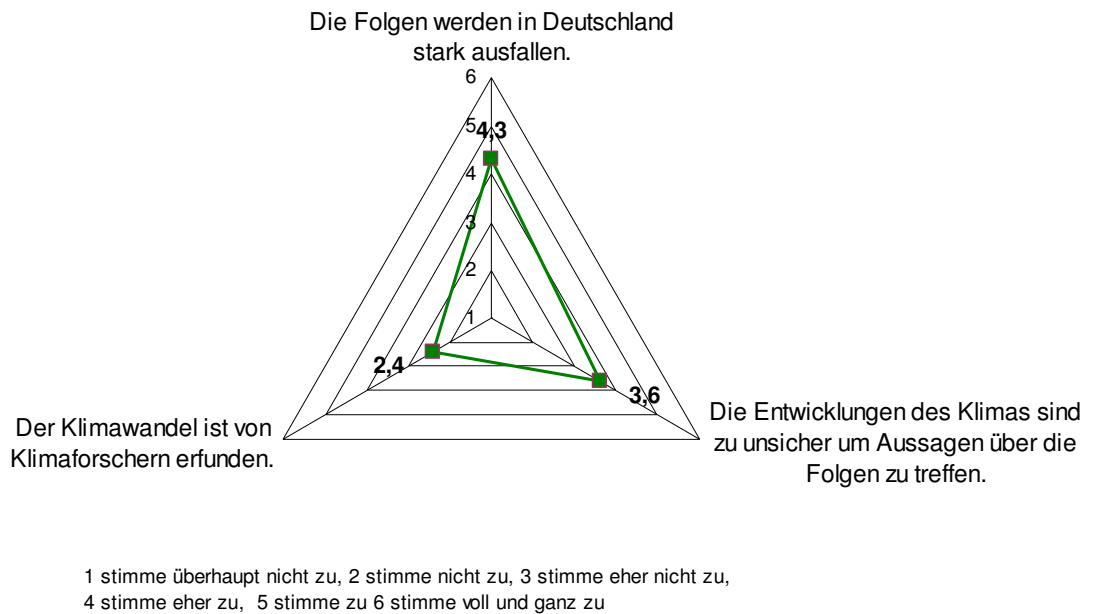 Die Folgen werden in Deutschland
stark ausfallen.
6
5
4,3
4
3
2
1
2,4
3,6
Der Klimawandel ist von
Klimaforschern erfunden.
Die Entwicklungen des Klimas sind
zu unsicher um Aussagen über die
Folgen zu treffen.
1 stimme überhaupt nicht zu, 2 stimme nicht zu, 3 stimme eher nicht zu,
4 stimme eher zu,  5 stimme zu 6 stimme voll und ganz zu